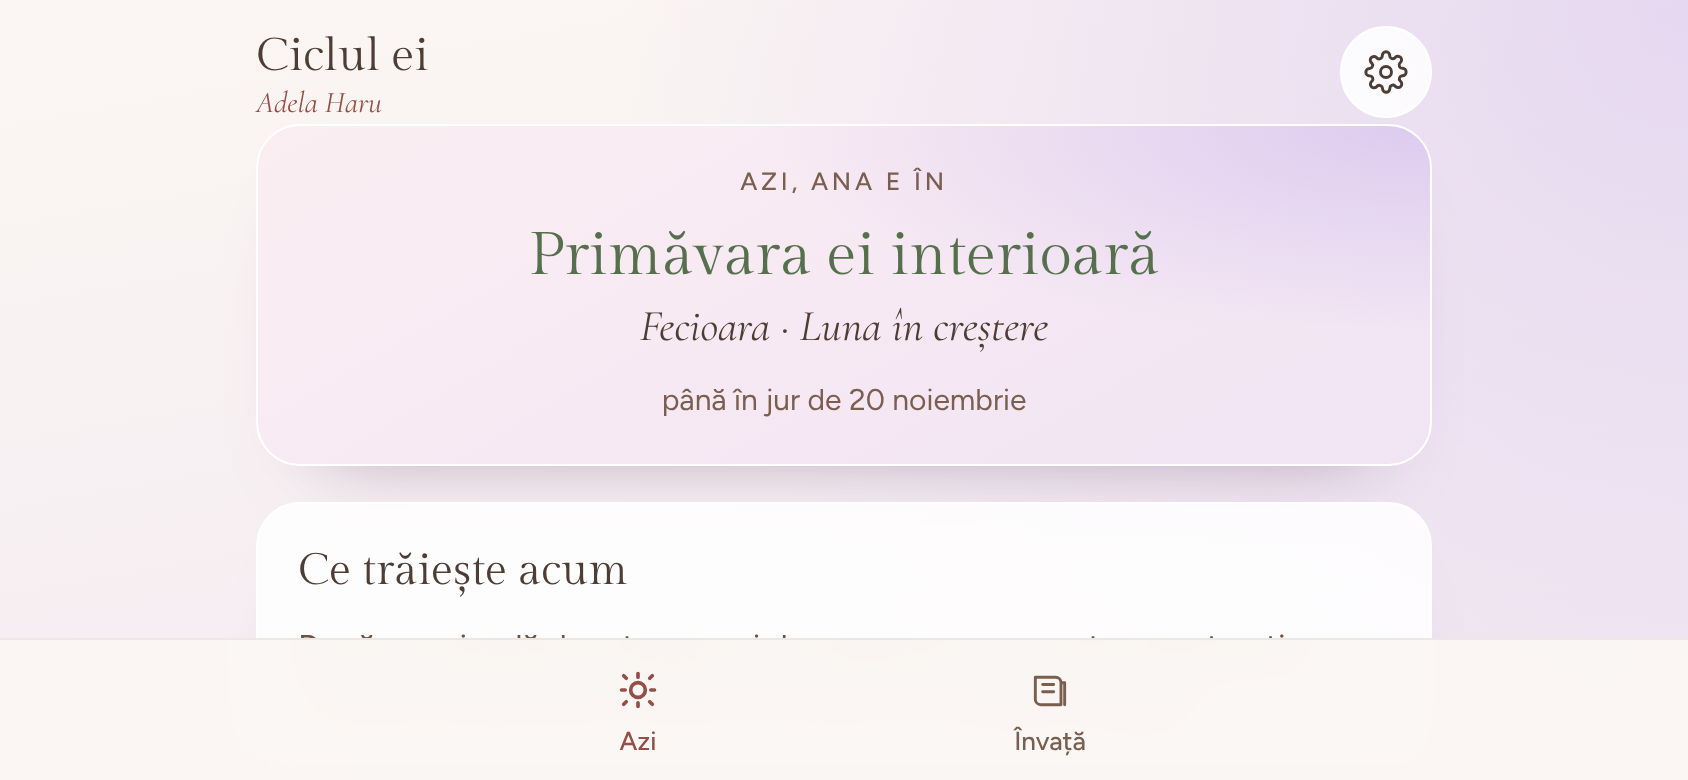 Ciclul ei
Adela Haru
AZI, ANA E ÎN
Primăvara ei interioară
Fecioara · Luna în creștere
până în jur de 20 noiembrie
Ce trăiește acum
Azi
Învață